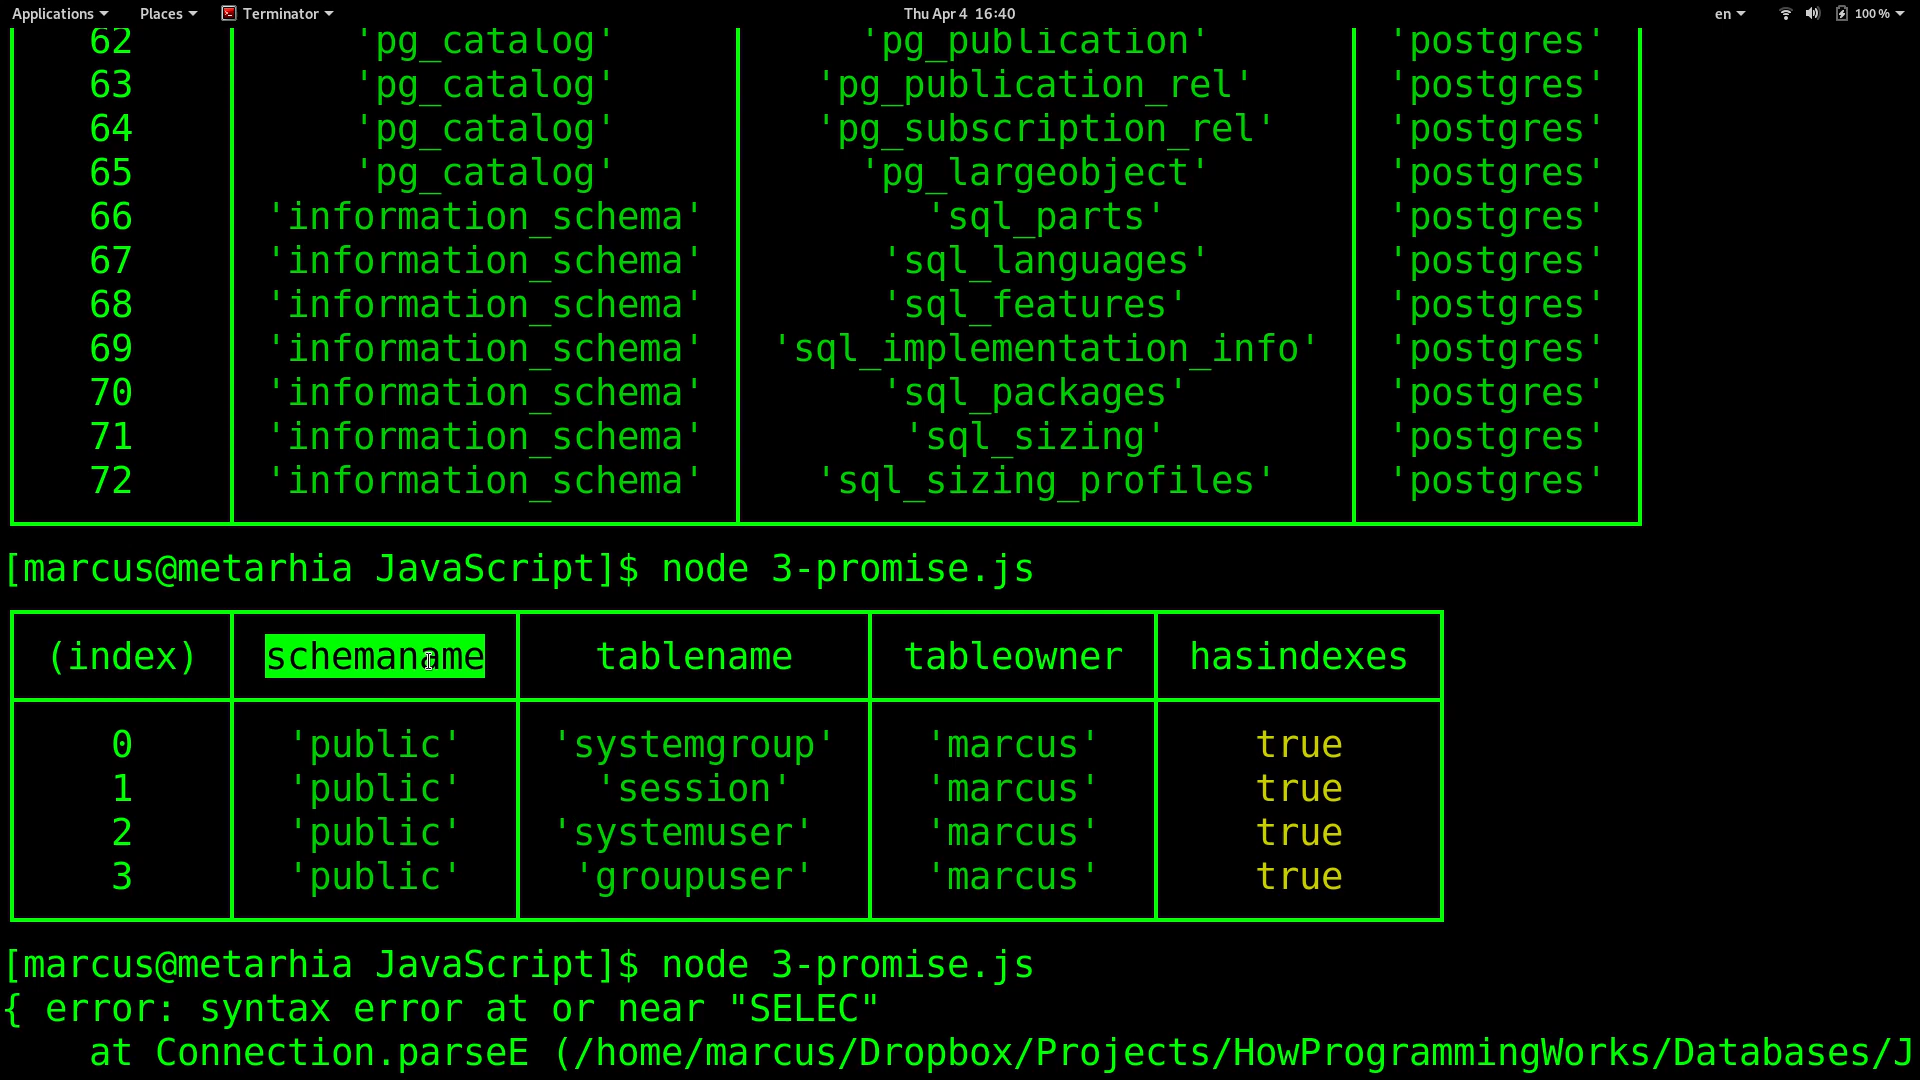 Applications Places Terminator Thu Apr 4 16:40 en 100 %
62 'pg_catalog' 'pg_publication' 'postgres'
63 'pg_catalog' 'pg_publication_rel' 'postgres'
64 'pg_catalog' 'pg_subscription_rel' 'postgres'
65 'pg_catalog' 'pg_largeobject' 'postgres'
66 'information_schema' 'sql_parts' 'postgres'
67 'information_schema' 'sql_languages' 'postgres'
68 'information_schema' 'sql_features' 'postgres'
69 'information_schema' 'sql_implementation_info' 'postgres'
70 'information_schema' 'sql_packages' 'postgres'
71 'information_schema' 'sql_sizing' 'postgres'
72 'information_schema' 'sql_sizing_profiles' 'postgres'
[marcus@metarhia JavaScript]$ node 3-promise.js
(index) schemaname tablename tableowner hasindexes
0 'public' 'systemgroup' 'marcus' true
1 'public' 'session' 'marcus' true
2 'public' 'systemuser' 'marcus' true
3 'public' 'groupuser' 'marcus' true
[marcus@metarhia JavaScript]$ node 3-promise.js
{ error: syntax error at or near "SELEC"
at Connection.parseE (/home/marcus/Dropbox/Projects/HowProgrammingWorks/Databases/J